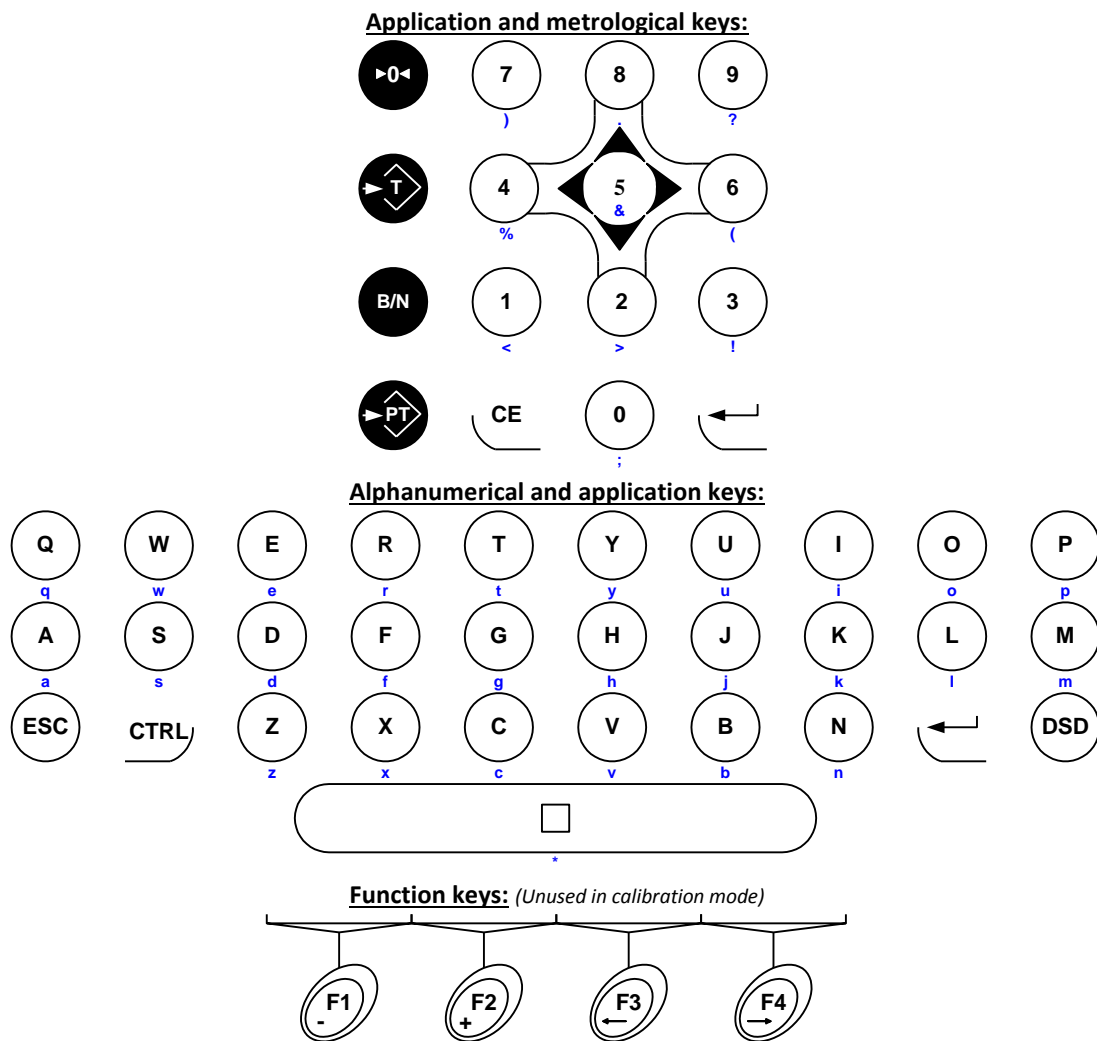 Application and metrological keys:
►0◄ 7 8 9
) . ?
T 4 5 6
&
% (
B/N 1 2 3
< > !
PT CE 0
;
Alphanumerical and application keys:
Q W E R T Y U I O P
q w e r t y u i o p
A S D F G H J K L M
a s d f g h j k l m
ESC CTRL Z X C V B N DSD
z x c v b n
*
Function keys: (Unused in calibration mode)
F1 F2 F3 F4
- + ← →